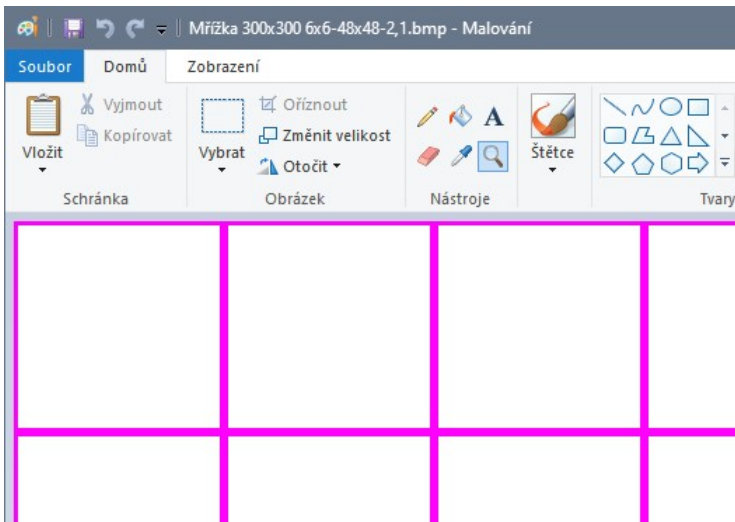 Mřížka 300x300 6x6-48x48-2,1.bmp - Malování
Soubor Domů Zobrazení
Vložit
Vyjmout
Kopírovat
Schránka
Vybrat
Oříznout
Změnit velikost
Otočit
Obrázek
A
Nástroje
Štětce
Tvary